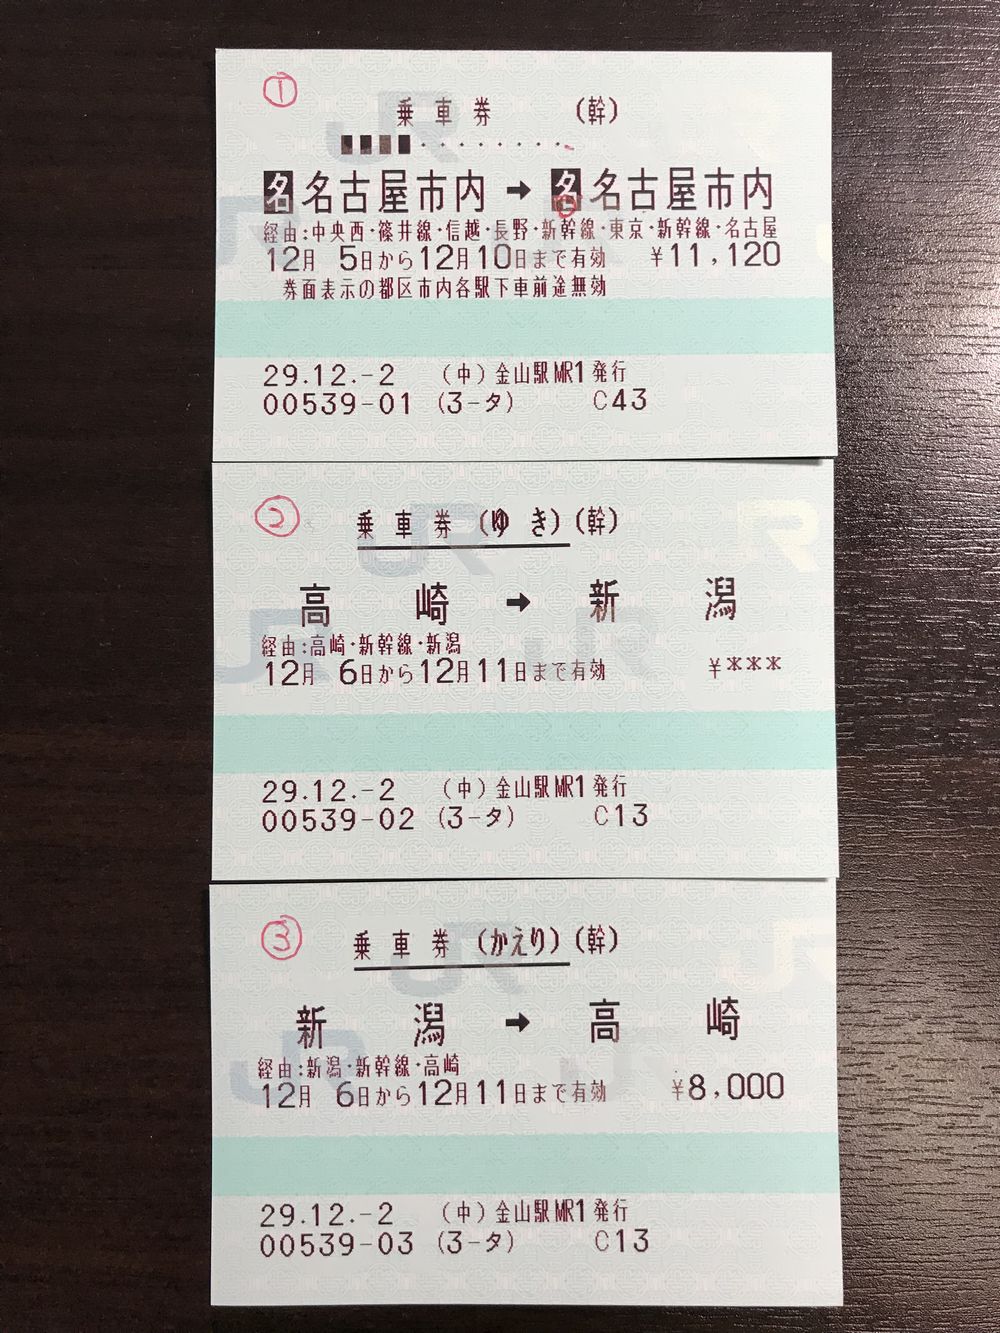 ①
乗車券 (幹)
名 名古屋市内 → 名 名古屋市内
経由:中央西・篠井線・信越・長野・新幹線・東京・新幹線・名古屋
12月 5日から12月10日まで有効 ¥11,120
券面表示の都区市内各駅下車前途無効
29.12.-2 (中)金山駅MR1発行
00539-01 (3-タ) C43
②
乗車券(ゆき)(幹)
高崎 → 新潟
経由:高崎・新幹線・新潟
12月 6日から12月11日まで有効 ¥***
29.12.-2 (中)金山駅MR1発行
00539-02 (3-タ) C13
③
乗車券(かえり)(幹)
新潟 → 高崎
経由:新潟・新幹線・高崎
12月 6日から12月11日まで有効 ¥8,000
29.12.-2 (中)金山駅MR1発行
00539-03 (3-タ) C13